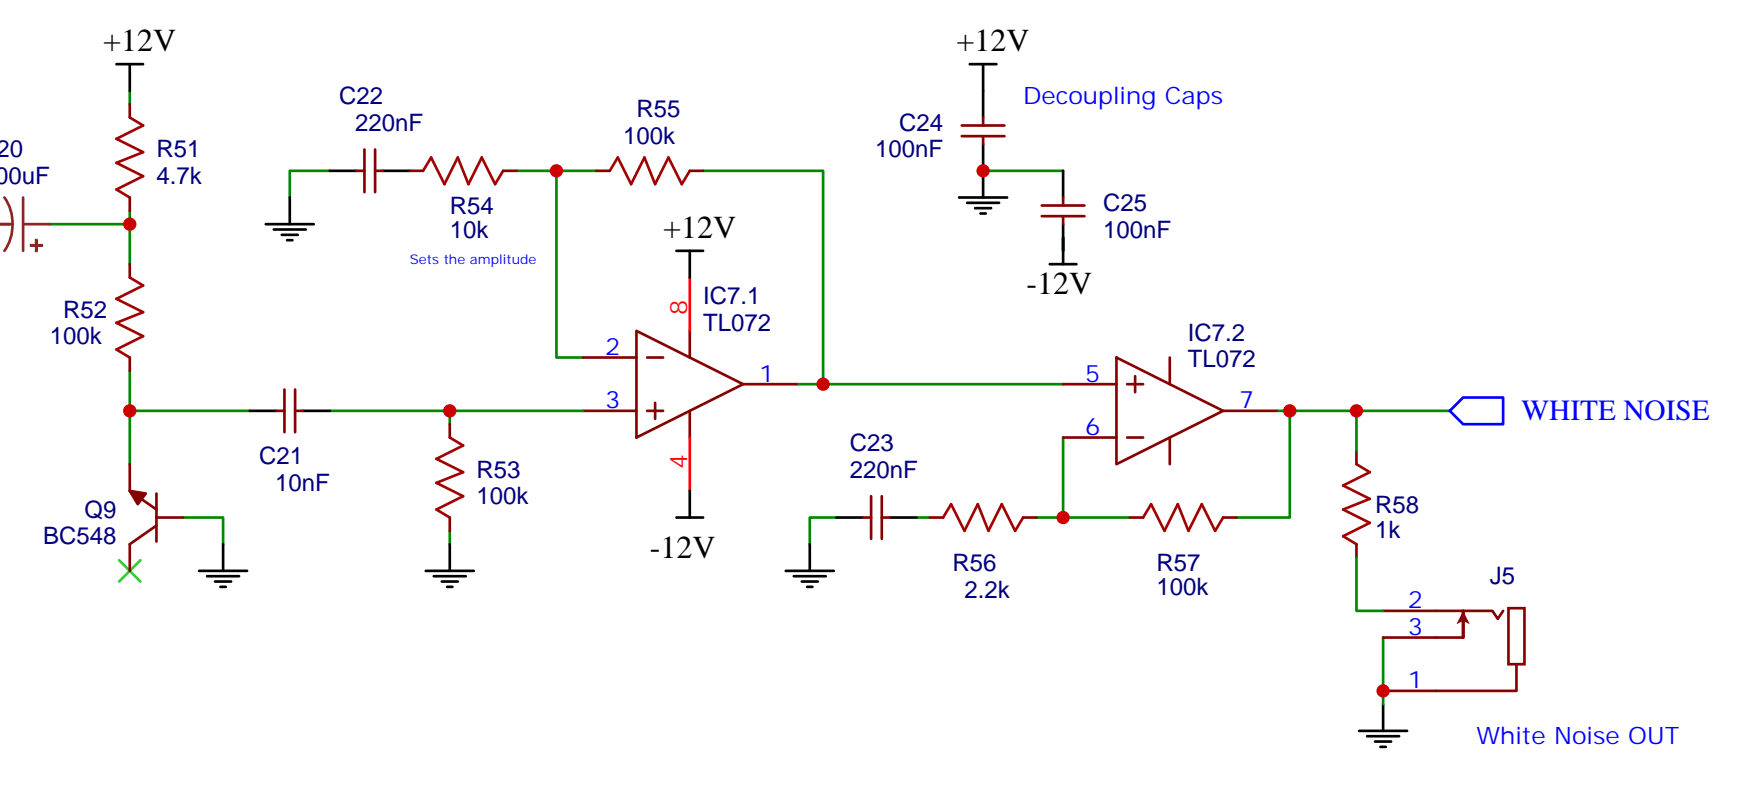 +12V
20
00uF
R51
4.7k
R52
100k
Q9
BC548
C21
10nF
C22
220nF
R54
10k
Sets the amplitude
R55
100k
R53
100k
+12V
8
IC7.1
TL072
2
3
1
4
-12V
+12V
Decoupling Caps
C24
100nF
C25
100nF
-12V
IC7.2
TL072
5
6
7
C23
220nF
R56
2.2k
R57
100k
WHITE NOISE
R58
1k
J5
2
3
1
White Noise OUT